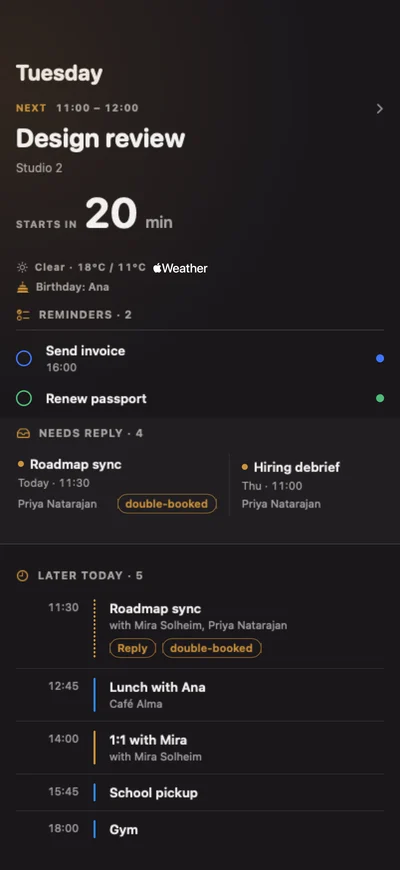 Tuesday
NEXT 11:00 – 12:00
Design review
Studio 2
STARTS IN 20 min
Clear · 18°C / 11°C Weather
Birthday: Ana
REMINDERS · 2
Send invoice
16:00
Renew passport
NEEDS REPLY · 4
Roadmap sync
Today · 11:30
Priya Natarajan double-booked
Hiring debrief
Thu · 11:00
Priya Natarajan
LATER TODAY · 5
11:30 Roadmap sync
with Mira Solheim, Priya Natarajan
Reply double-booked
12:45 Lunch with Ana
Café Alma
14:00 1:1 with Mira
with Mira Solheim
15:45 School pickup
18:00 Gym